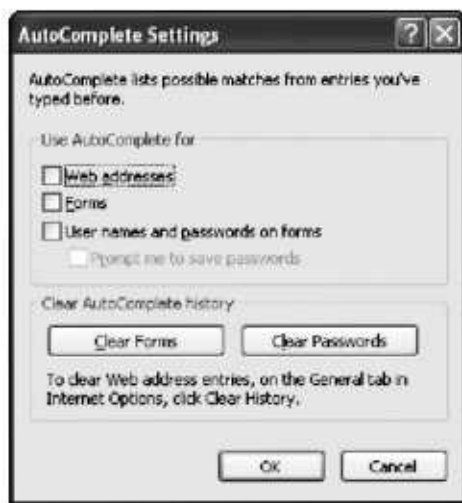 AutoComplete Settings
AutoComplete lists possible matches from entries you've
typed before.
Use AutoComplete for
Web addresses
Forms
User names and passwords on forms
Prompt me to save passwords
Clear AutoComplete history
Clear Forms Clear Passwords
To clear Web address entries, on the General tab in
Internet Options, click Clear History.
OK Cancel